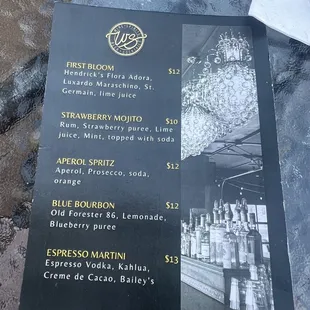 WS
FIRST BLOOM $12
Hendrick's Flora Adora,
Luxardo Maraschino, St.
Germain, lime juice
STRAWBERRY MOJITO $10
Rum, Strawberry puree, Lime
juice, Mint, topped with soda
APEROL SPRITZ $12
Aperol, Prosecco, soda,
orange
BLUE BOURBON $12
Old Forester 86, Lemonade,
Blueberry puree
ESPRESSO MARTINI $13
Espresso Vodka, Kahlua,
Creme de Cacao, Bailey's